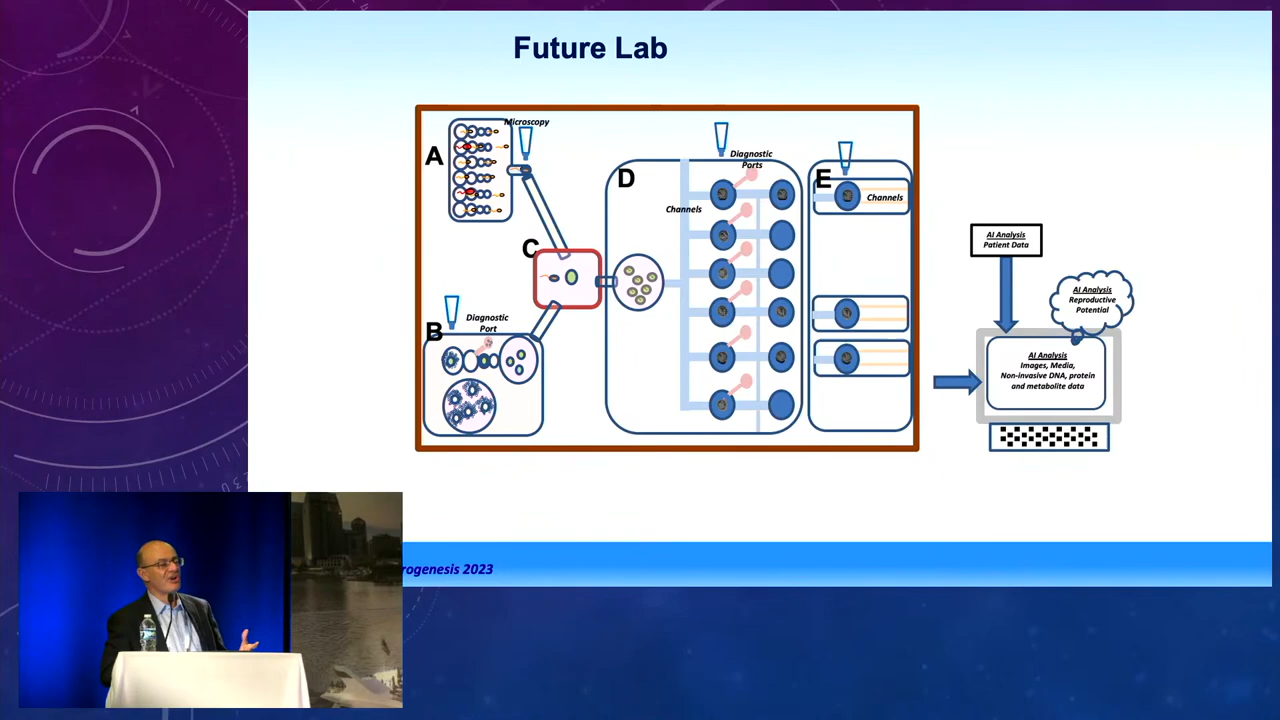 Future Lab
A
Microscopy
B
Diagnostic
Port
C
D
Diagnostic
Ports
Channels
E
Channels
AI Analysis
Patient Data
AI Analysis
Reproductive
Potential
AI Analysis
Images, Media,
Non-invasive DNA, protein
and metabolite data
rogenesis 2023